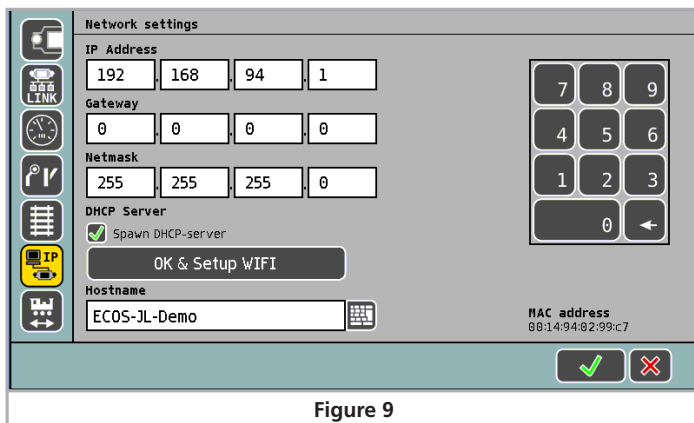 Network settings
IP Address
192 . 168 . 94 . 1
Gateway
0 . 0 . 0 . 0
Netmask
255 . 255 . 255 . 0
DHCP Server
Spawn DHCP-server
OK & Setup WIFI
Hostname
ECOS-JL-Demo
LINK
IP
7 8 9
4 5 6
1 2 3
0
MAC address
00:14:94:02:99:c7
Figure 9